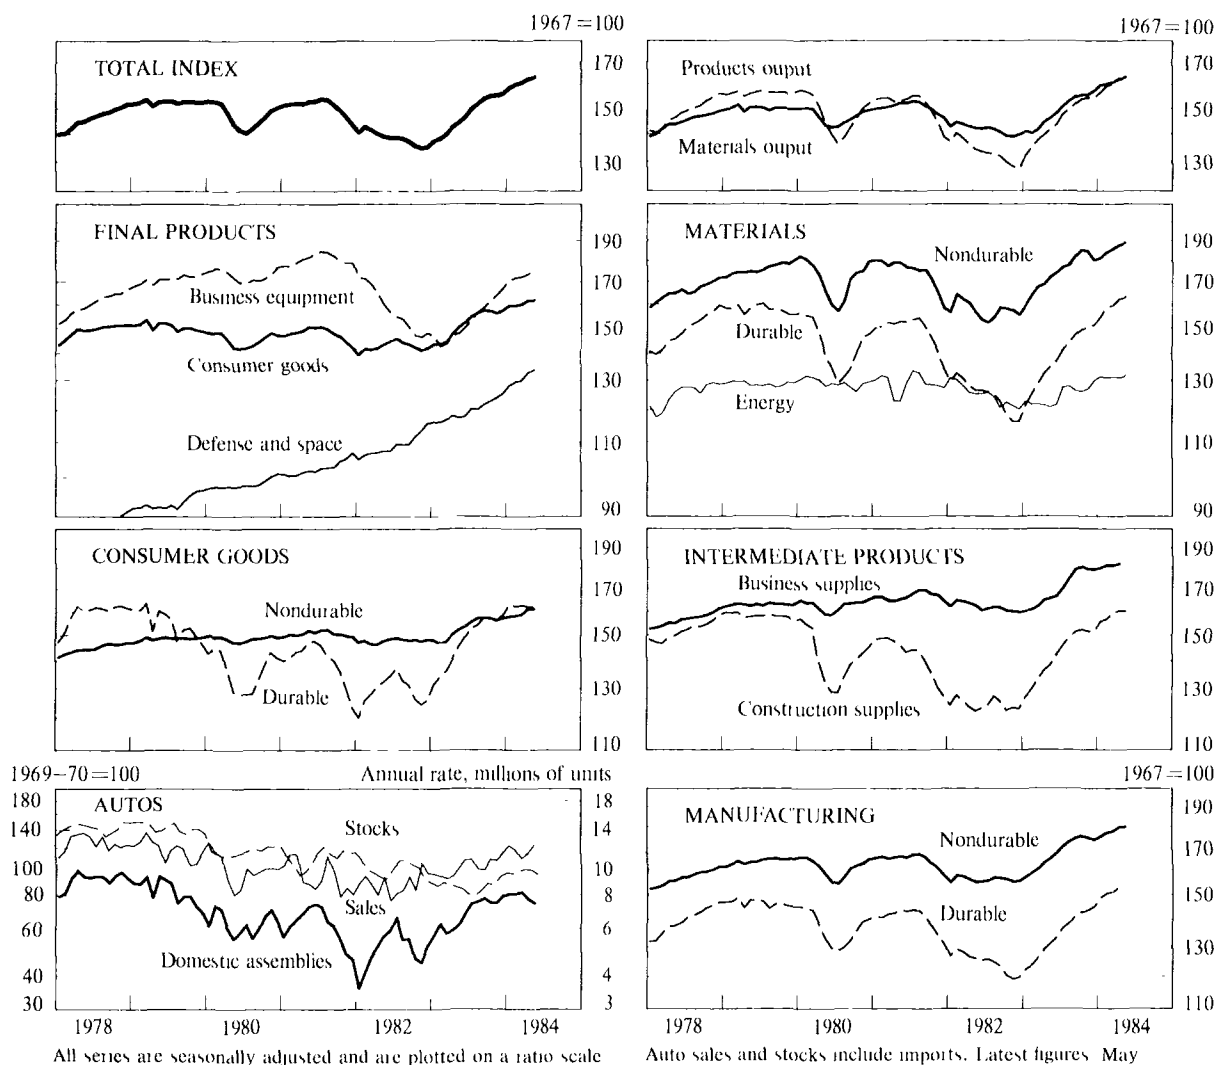 1967=100
TOTAL INDEX
170
150
130
FINAL PRODUCTS
Business equipment
Consumer goods
Defense and space
190
170
150
130
110
90
CONSUMER GOODS
Nondurable
Durable
190
170
150
130
110
1969–70=100
Annual rate, millions of units
AUTOS
Stocks
Sales
Domestic assemblies
180
140
100
80
60
40
30
18
14
10
8
6
4
3
1978
1980
1982
1984
1967=100
Products ouput
Materials ouput
170
150
130
MATERIALS
Nondurable
Durable
Energy
190
170
150
130
110
90
INTERMEDIATE PRODUCTS
Business supplies
Construction supplies
190
170
150
130
110
1967=100
MANUFACTURING
Nondurable
Durable
190
170
150
130
110
1978
1980
1982
1984
All series are seasonally adjusted and are plotted on a ratio scale
Auto sales and stocks include imports. Latest figures May